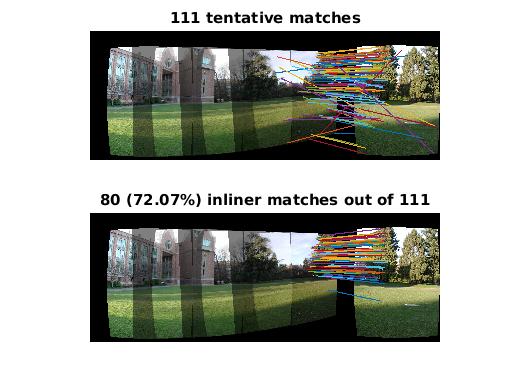 111 tentative matches
80 (72.07%) inliner matches out of 111